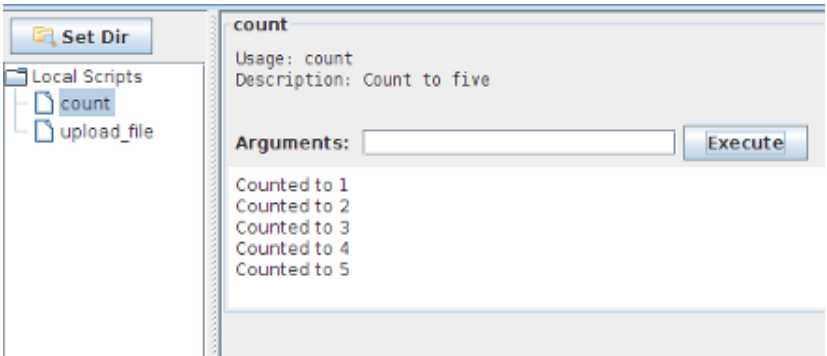 Set Dir
Local Scripts
count
upload_file
count
Usage: count
Description: Count to five
Arguments:
Execute
Counted to 1
Counted to 2
Counted to 3
Counted to 4
Counted to 5